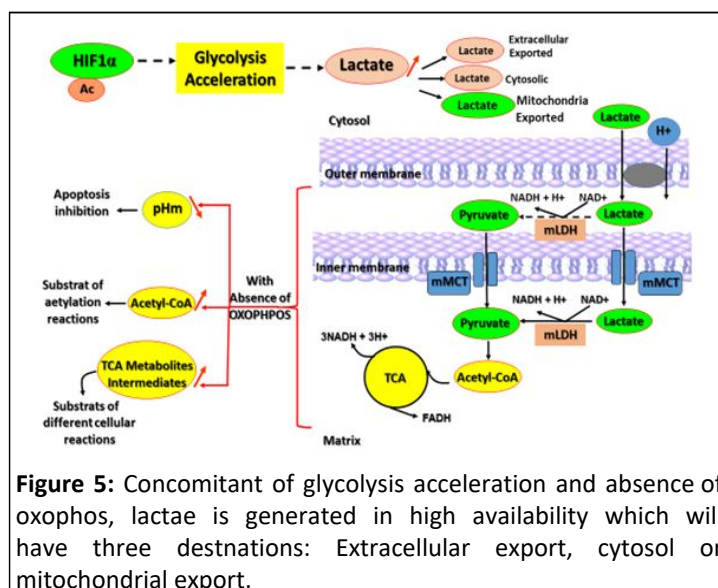 HIF1α
Ac
Glycolysis
Acceleration
Lactate
Lactate
Extracellular
Exported
Lactate
Cytosolic
Lactate
Mitochondria
Exported
Cytosol
Lactate
H+
Outer membrane
Apoptosis
inhibition
pHm
Pyruvate
NADH + H+
NAD+
mLDH
Lactate
Inner membrane
mMCT
mMCT
With
Absence of
OXOPHPOS
Substrat of
aetylation
reactions
Acetyl-CoA
Pyruvate
NADH + H+
NAD+
mLDH
Lactate
3NADH + 3H+
TCA Metabolites
Intermediates
TCA
Acetyl-CoA
FADH
Substrats of
different cellular
reactions
Matrix
Figure 5: Concomitant of glycolysis acceleration and absence of
oxophos, lactae is generated in high availability which wil
have three destnations: Extracellular export, cytosol or
mitochondrial export.